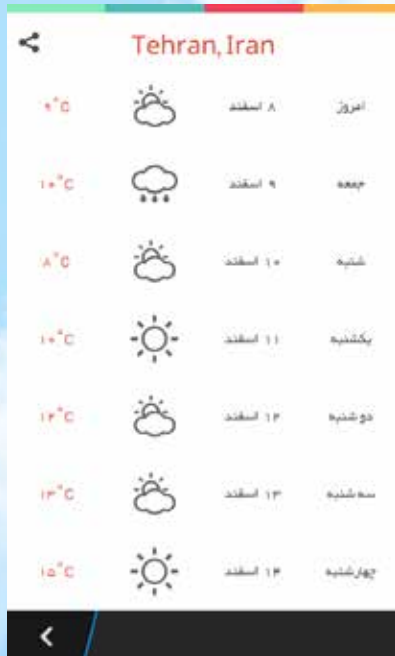 Tehran, Iran
امروز ۸ اسفند ۹°C
جمعه ۹ اسفند ۱۰°C
شنبه ۱۰ اسفند ۸°C
یکشنبه ۱۱ اسفند ۱۰°C
دوشنبه ۱۲ اسفند ۱۲°C
سه شنبه ۱۳ اسفند ۱۳°C
چهارشنبه ۱۴ اسفند ۱۵°C